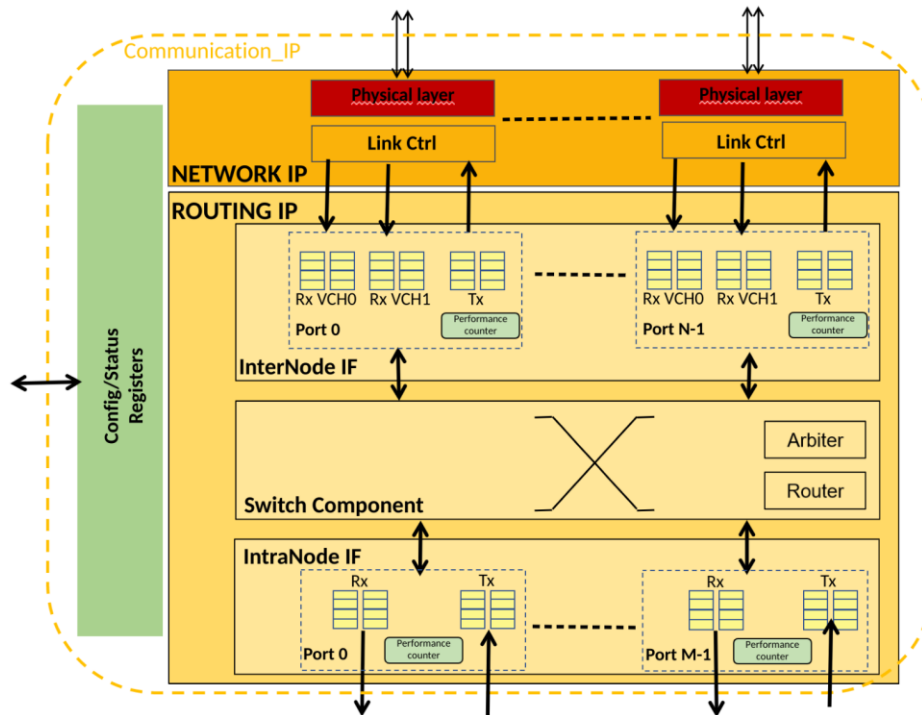 Communication_IP
Physical layer
Physical layer
Link Ctrl
Link Ctrl
NETWORK IP
ROUTING IP
Rx VCH0
Rx VCH1
Tx
Rx VCH0
Rx VCH1
Tx
Port 0
Performance
counter
Port N-1
Performance
counter
InterNode IF
Config/Status
Registers
Arbiter
Router
Switch Component
IntraNode IF
Rx
Tx
Rx
Tx
Port 0
Performance
counter
Port M-1
Performance
counter